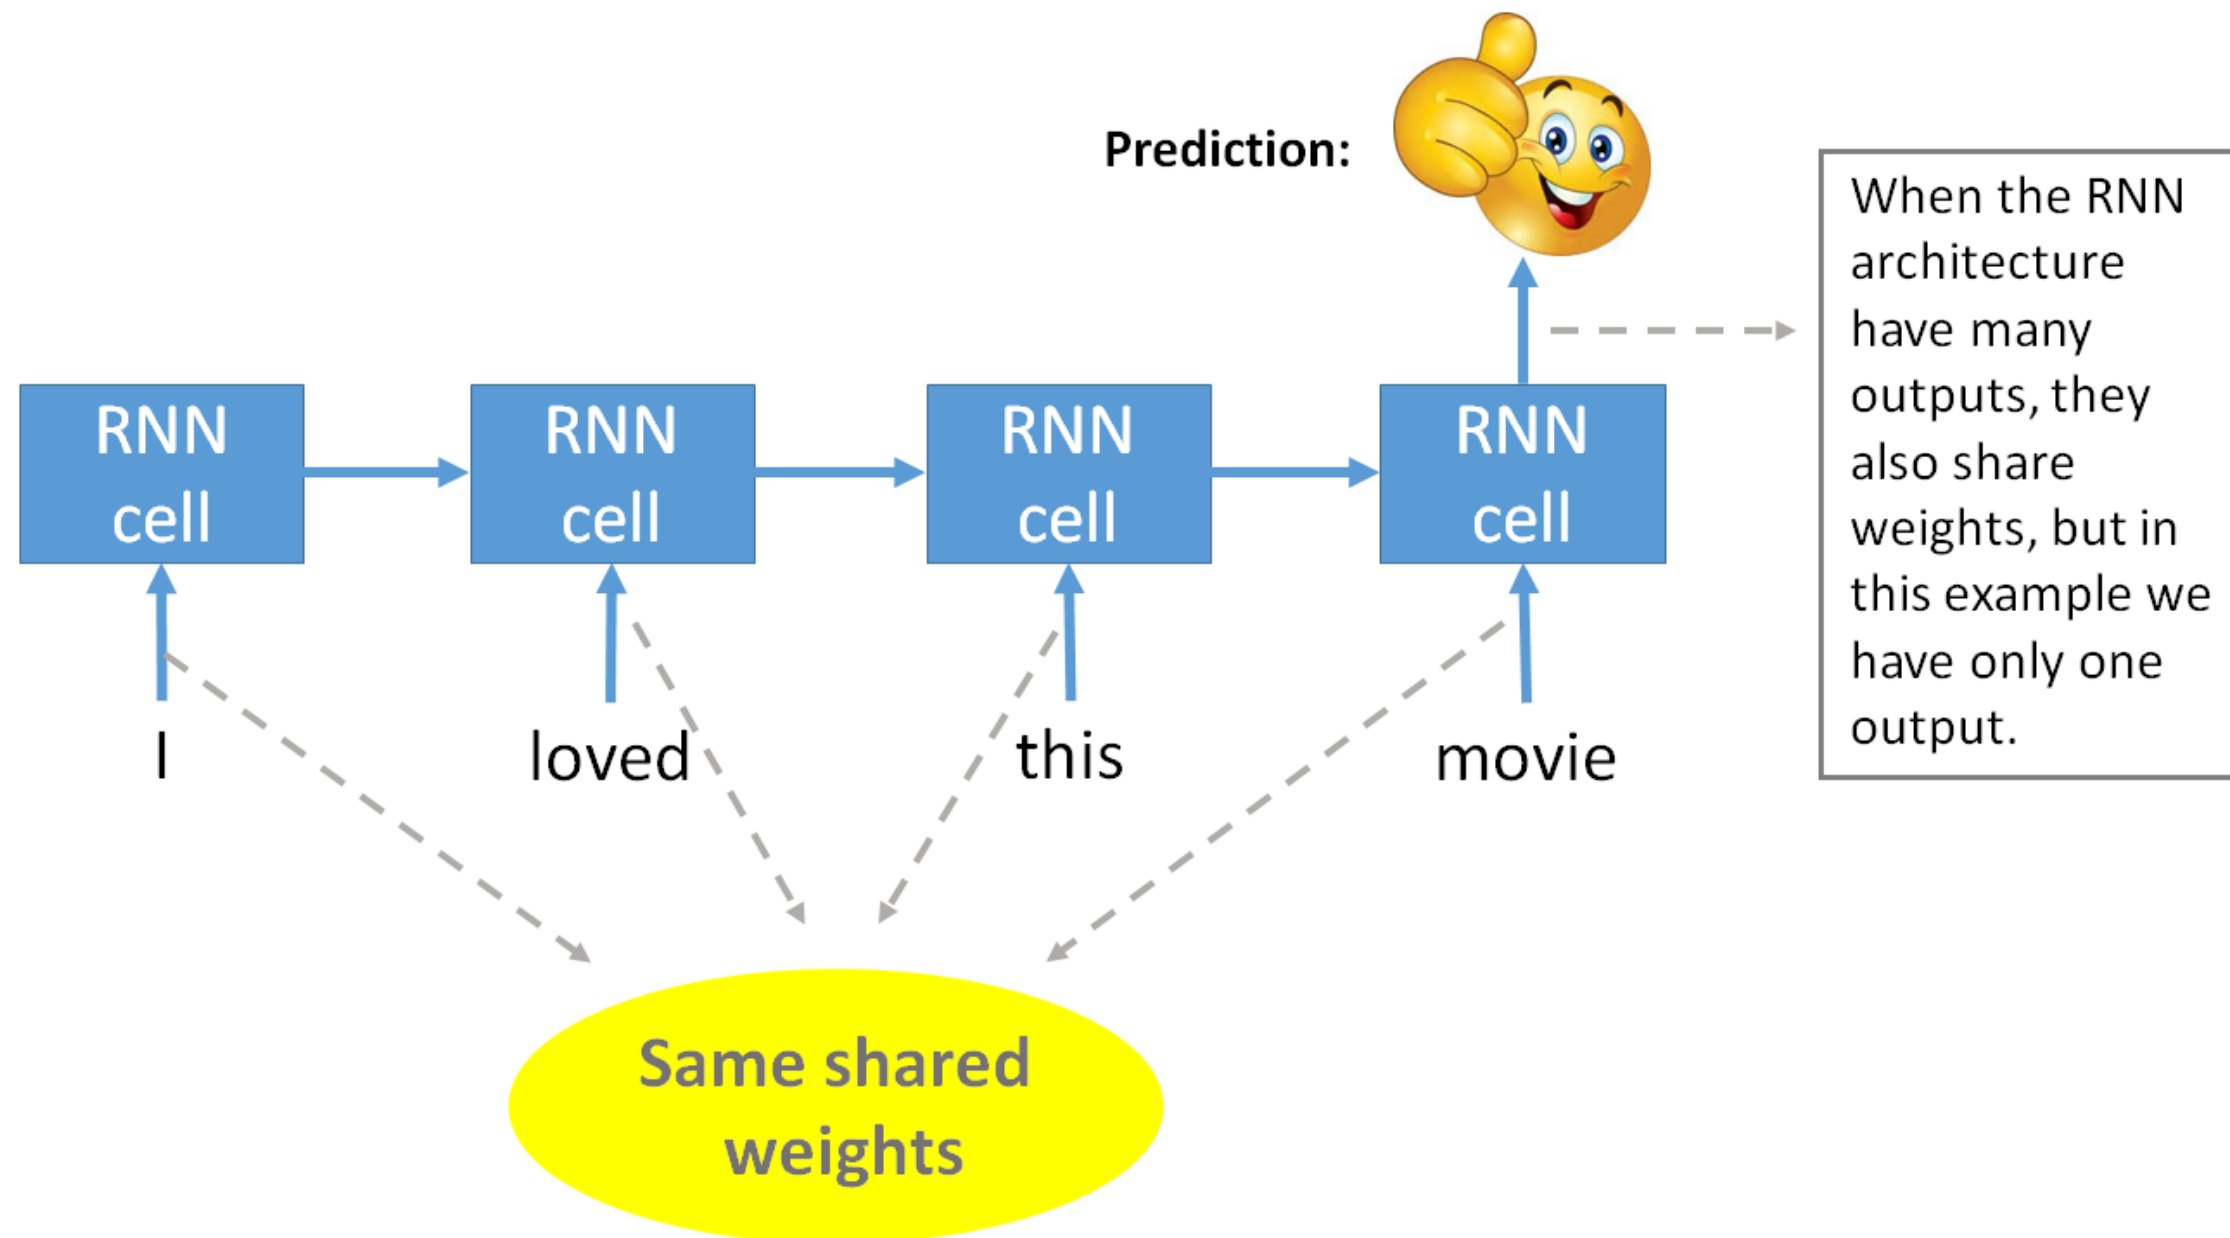 Prediction:
When the RNN
architecture
have many
outputs, they
also share
weights, but in
this example we
have only one
output.
RNN
cell
RNN
cell
RNN
cell
RNN
cell
I
loved
this
movie
Same shared
weights